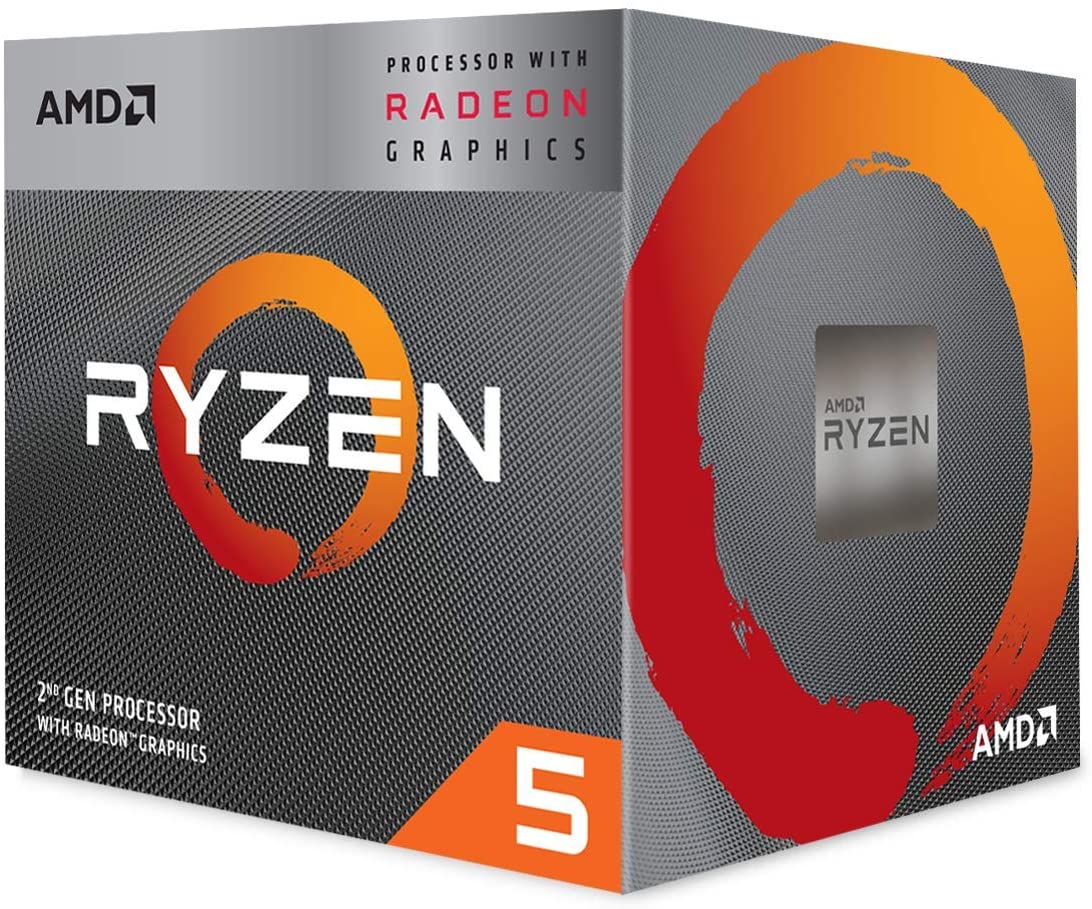 AMD
PROCESSOR WITH
RADEON
GRAPHICS
RYZEN
2ND GEN PROCESSOR
WITH RADEON™ GRAPHICS
5
AMD
RYZEN
AMD